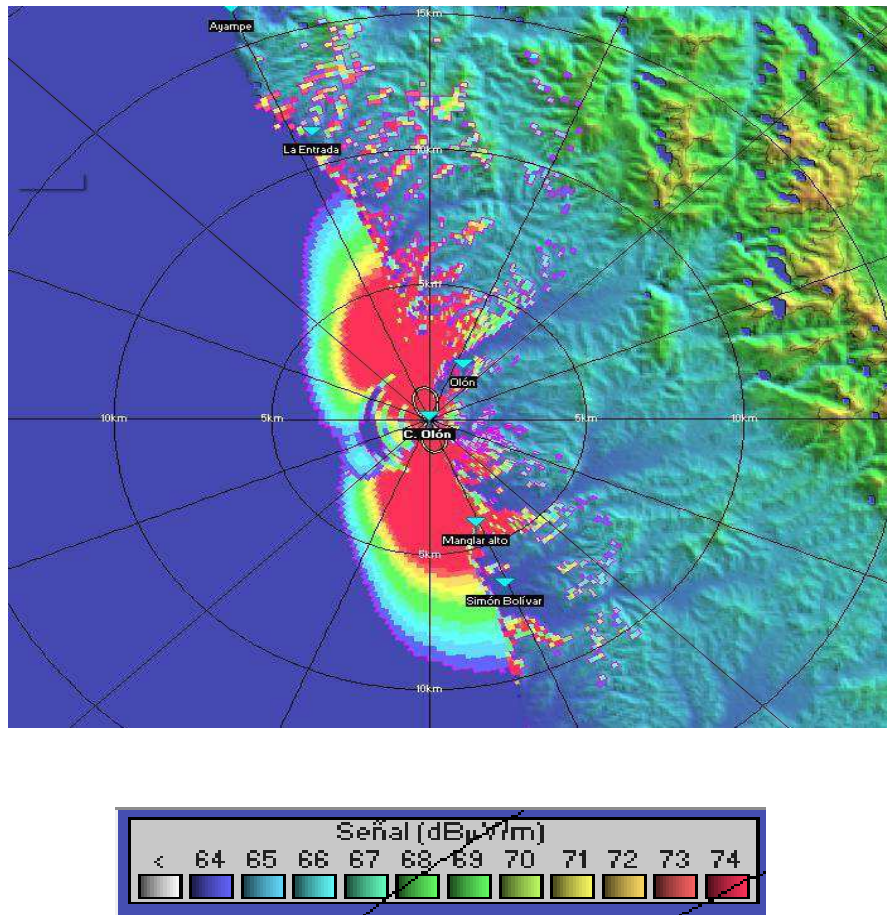 Ayampe
15km
La Entrada
10km
5km
Olón
10km
5km
5km
10km
C. Olón
Manglar alto
5km
Simón Bolívar
10km
Señal (dBµV/m)
< 64 65 66 67 68 69 70 71 72 73 74